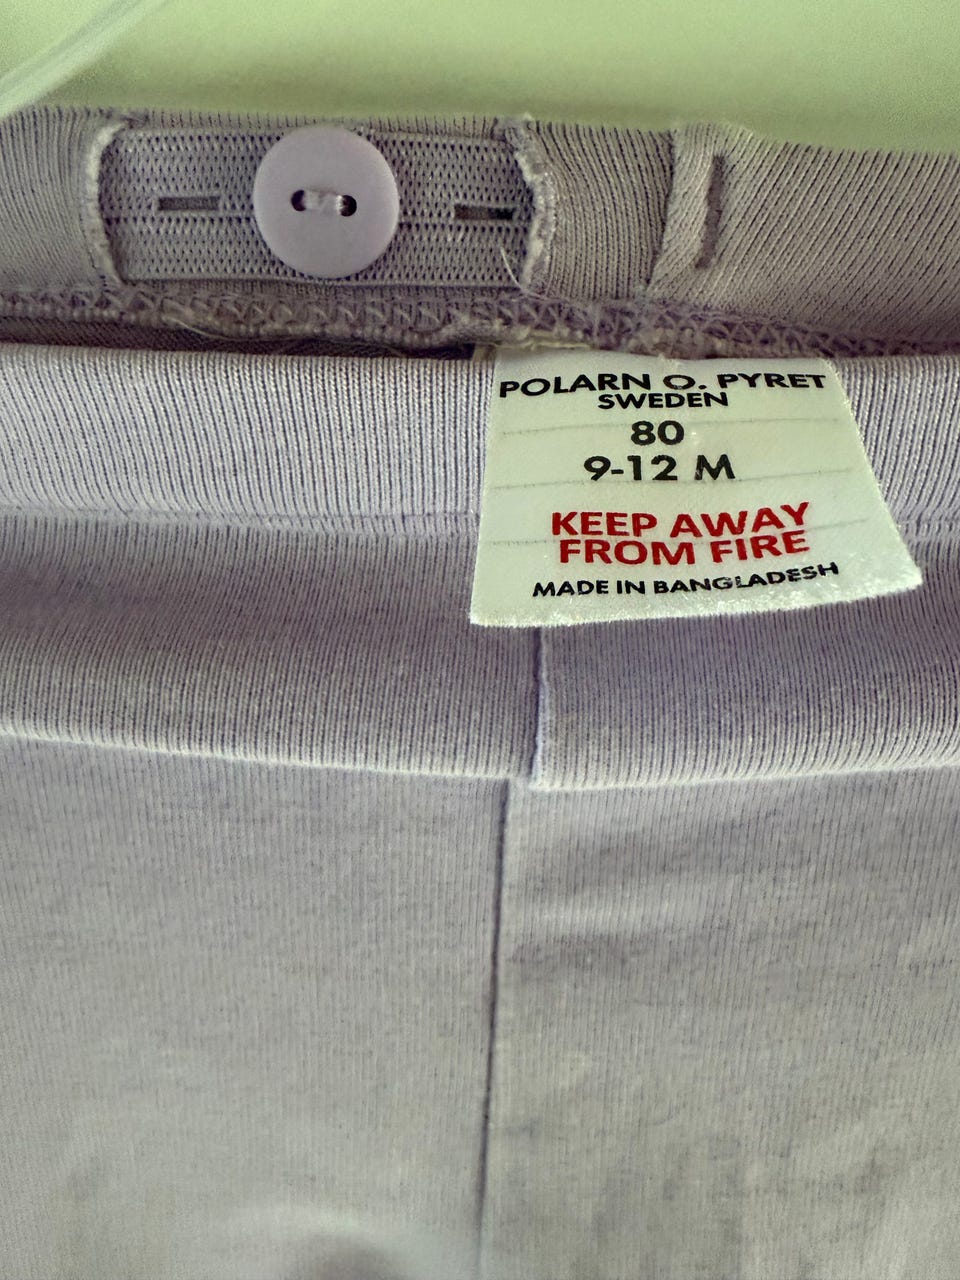 POLARN O. PYRET
SWEDEN
80
9-12 M
KEEP AWAY
FROM FIRE
MADE IN BANGLADESH